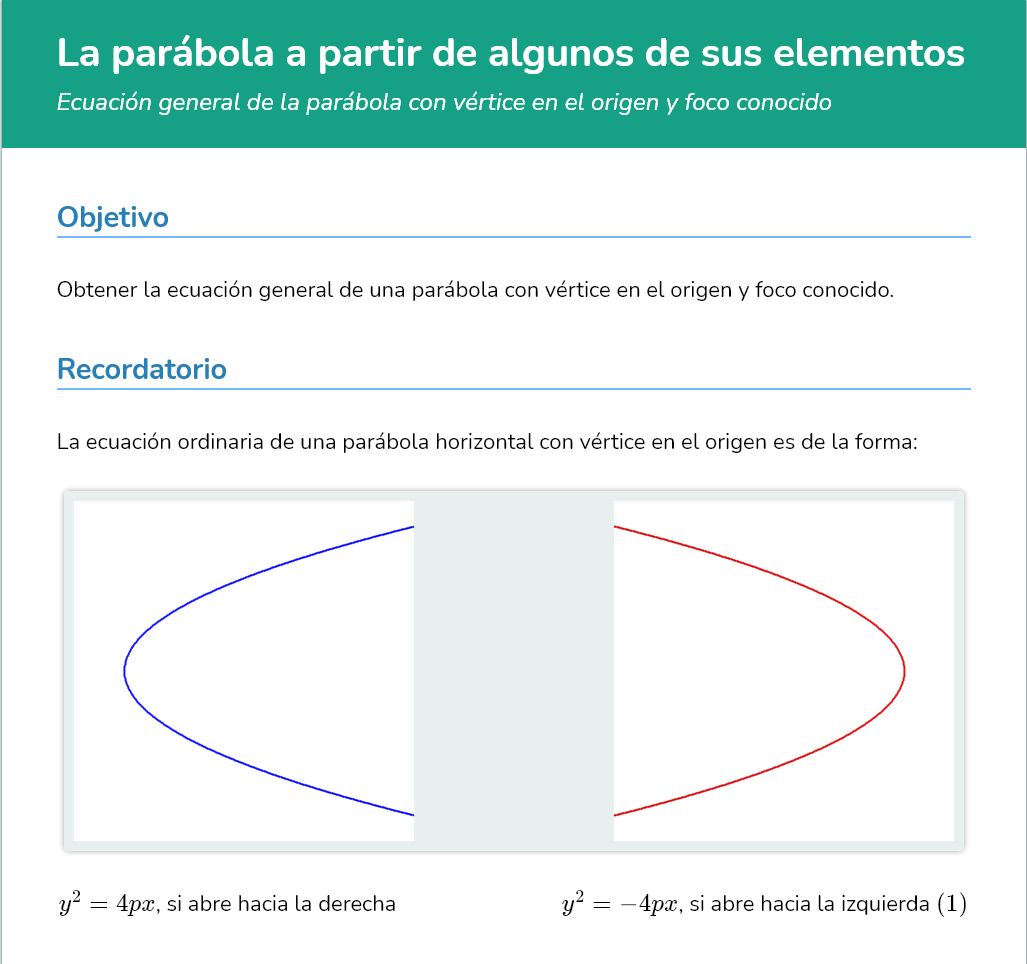 La parábola a partir de algunos de sus elementos
Ecuación general de la parábola con vértice en el origen y foco conocido
Objetivo
Obtener la ecuación general de una parábola con vértice en el origen y foco conocido.
Recordatorio
La ecuación ordinaria de una parábola horizontal con vértice en el origen es de la forma:
y² = 4px, si abre hacia la derecha
y² = −4px, si abre hacia la izquierda (1)